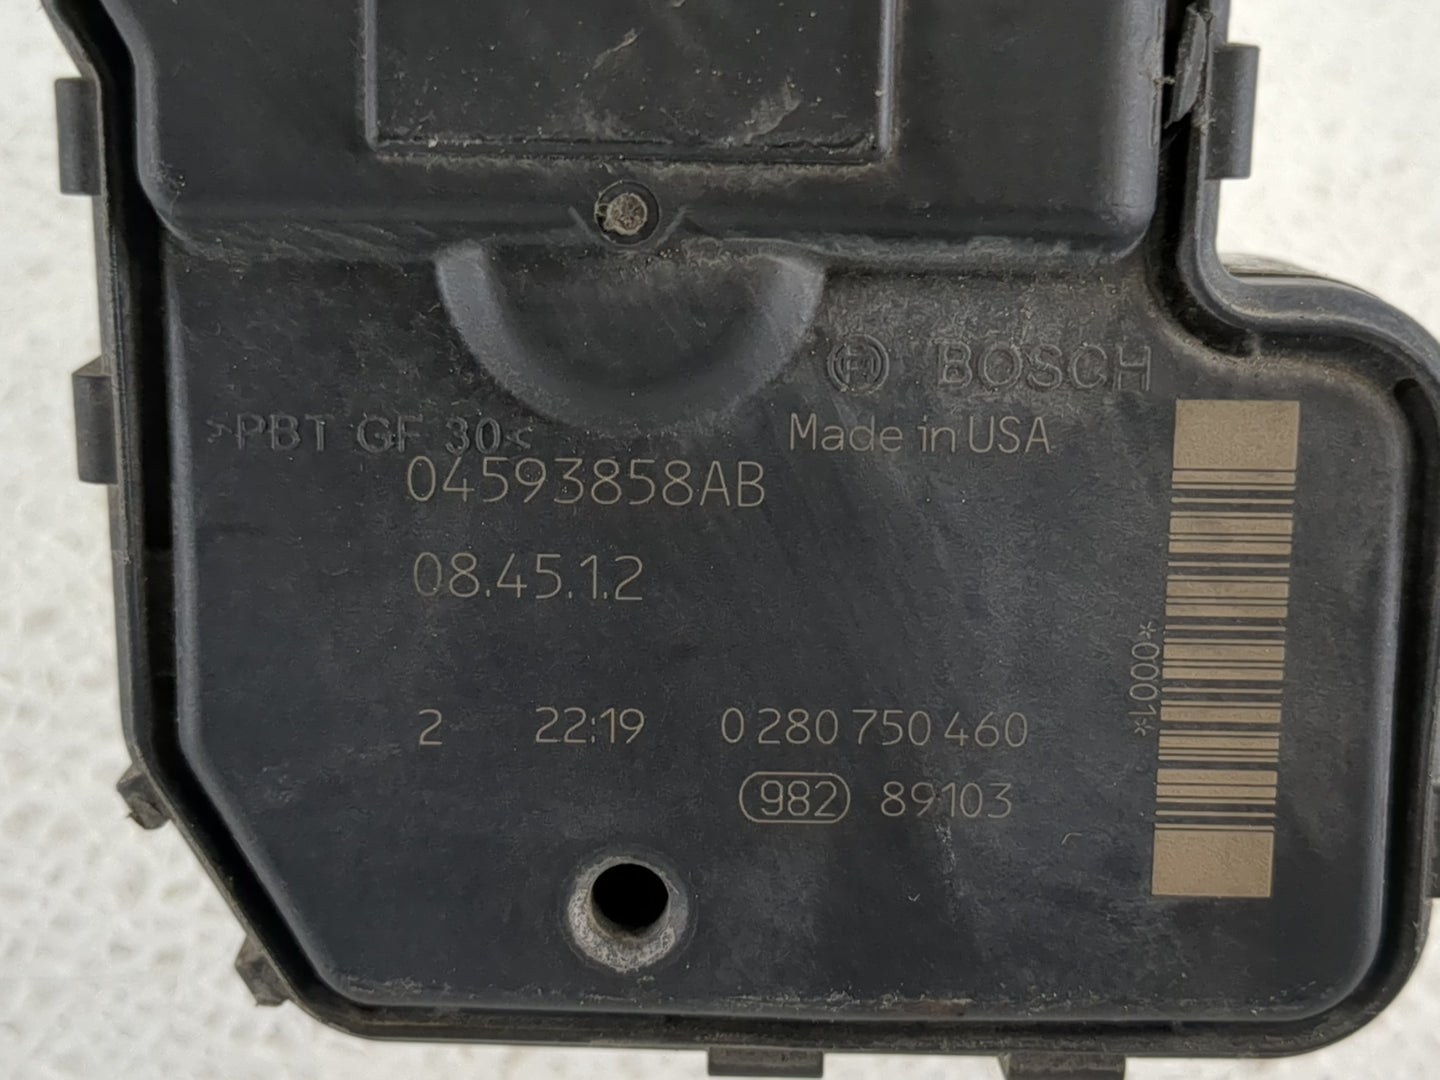 BOSCH
>PBT GF 30<
Made in USA
04593858AB
08.45.1.2
2 22:19 0 280 750 460
982 89103
*0001*